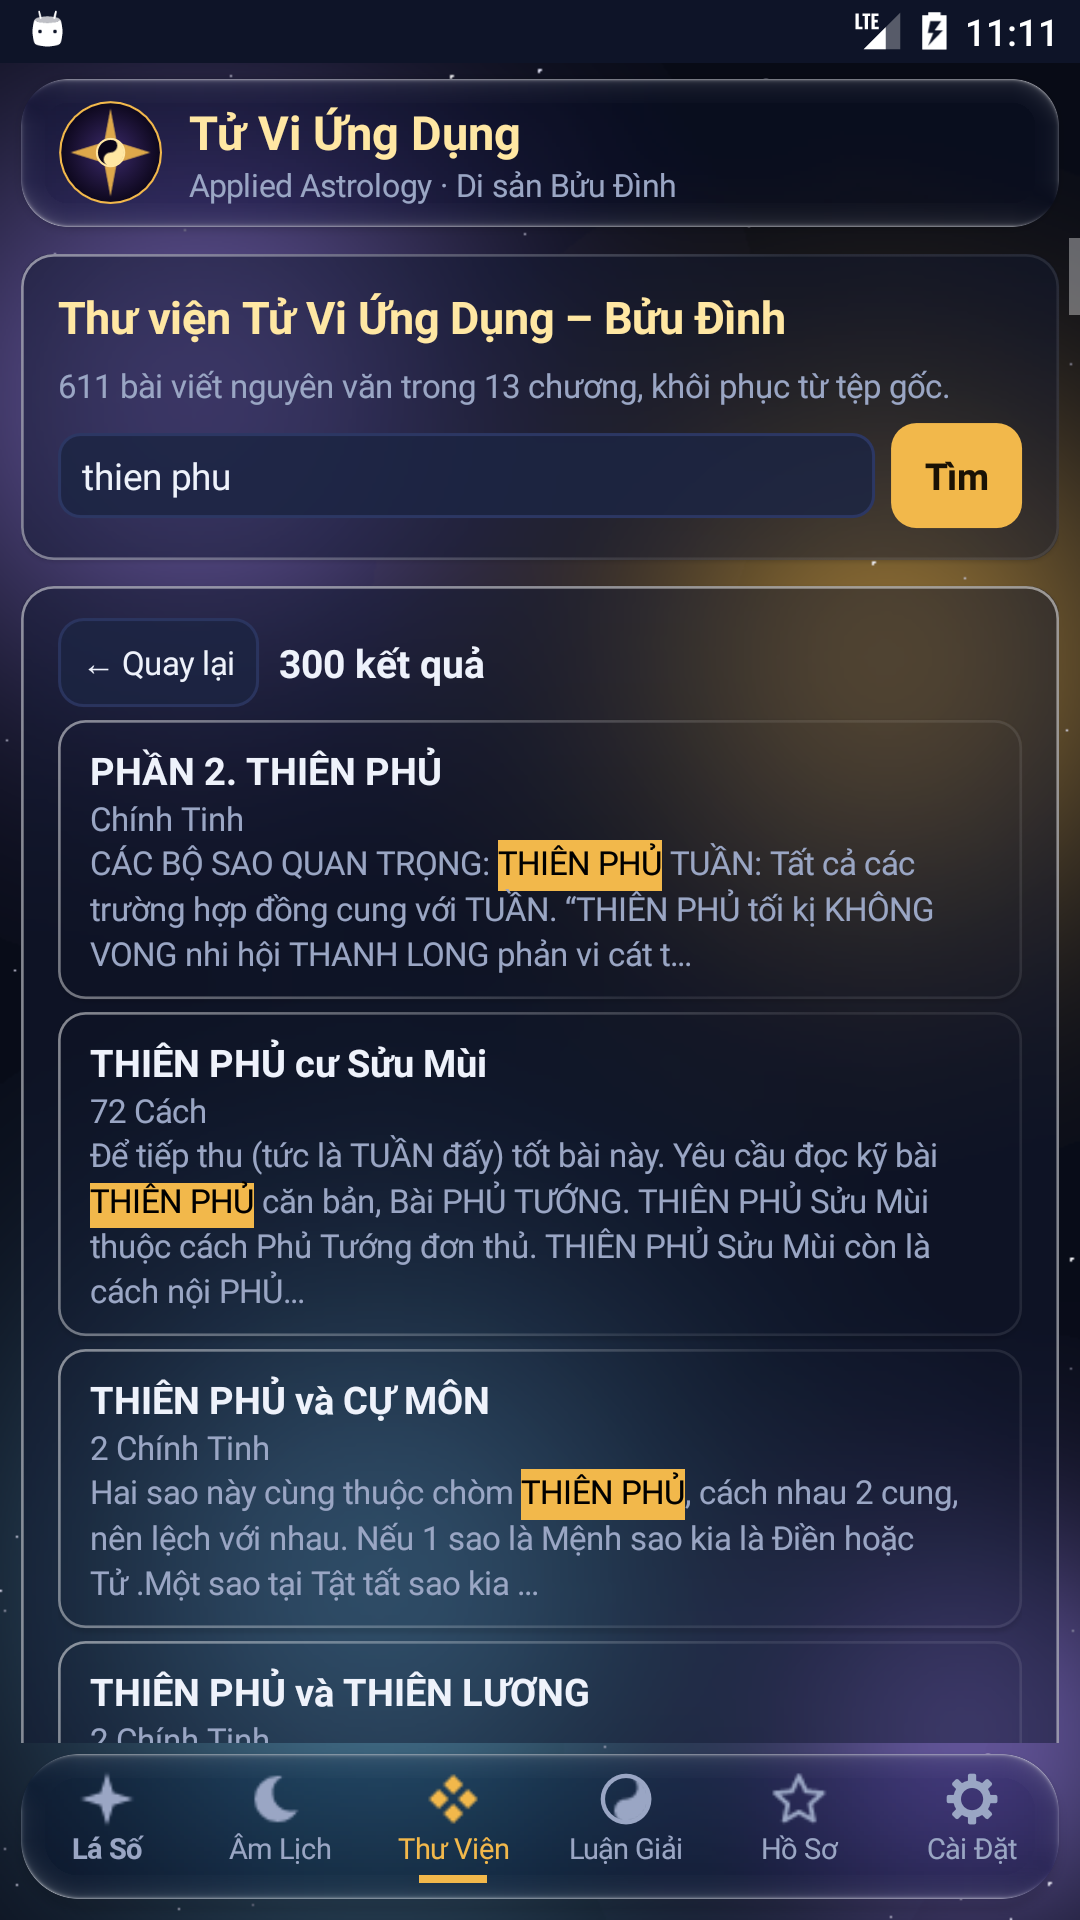 LTE 11:11
Tử Vi Ứng Dụng
Applied Astrology · Di sản Bửu Đình
Thư viện Tử Vi Ứng Dụng – Bửu Đình
611 bài viết nguyên văn trong 13 chương, khôi phục từ tệp gốc.
thien phu
Tìm
← Quay lại
300 kết quả
PHẦN 2. THIÊN PHỦ
Chính Tinh
CÁC BỘ SAO QUAN TRỌNG: THIÊN PHỦ TUẦN: Tất cả các
trường hợp đồng cung với TUẦN. “THIÊN PHỦ tối kị KHÔNG
VONG nhi hội THANH LONG phản vi cát t...
THIÊN PHỦ cư Sửu Mùi
72 Cách
Để tiếp thu (tức là TUẦN đấy) tốt bài này. Yêu cầu đọc kỹ bài
THIÊN PHỦ căn bản, Bài PHỦ TƯỚNG. THIÊN PHỦ Sửu Mùi
thuộc cách Phủ Tướng đơn thủ. THIÊN PHỦ Sửu Mùi còn là
cách nội PHỦ...
THIÊN PHỦ và CỰ MÔN
2 Chính Tinh
Hai sao này cùng thuộc chòm THIÊN PHỦ, cách nhau 2 cung,
nên lệch với nhau. Nếu 1 sao là Mệnh sao kia là Điền hoặc
Tử .Một sao tại Tật tất sao kia ...
THIÊN PHỦ và THIÊN LƯƠNG
2 Chính Tinh
Lá Số
Âm Lịch
Thư Viện
Luận Giải
Hồ Sơ
Cài Đặt